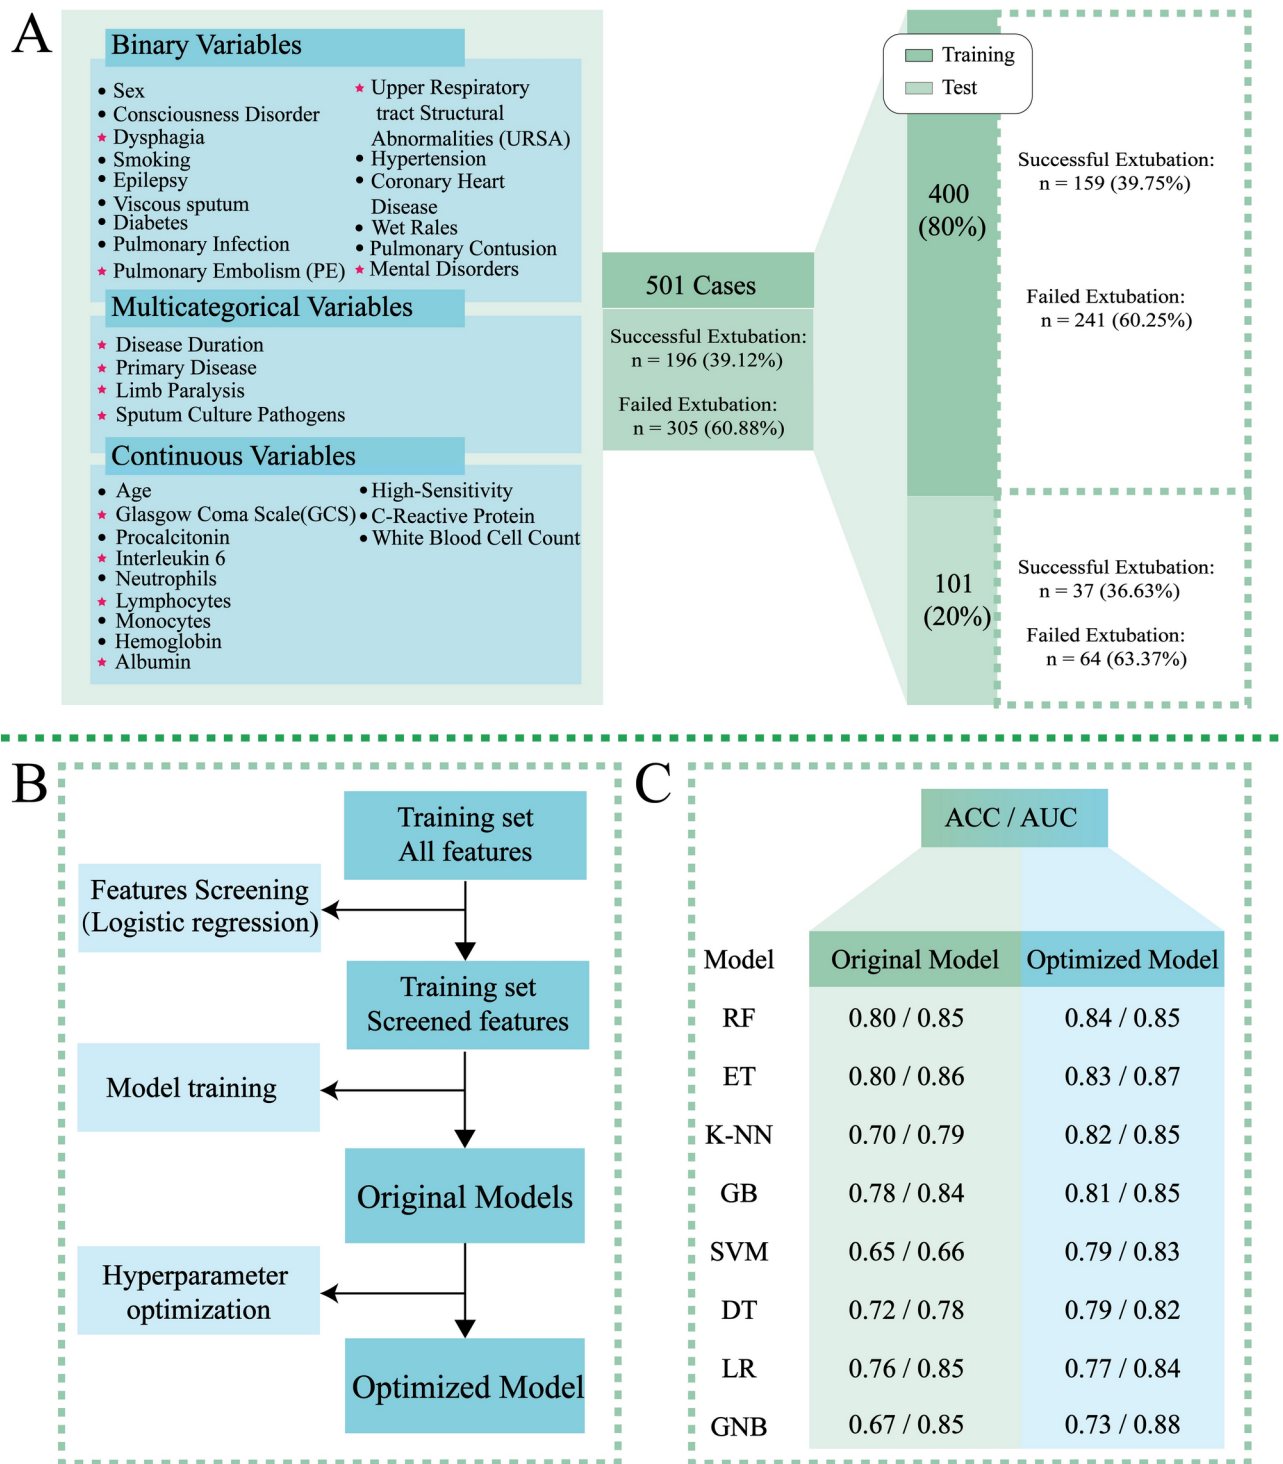 A
Binary Variables
Sex
Consciousness Disorder
Dysphagia
Smoking
Epilepsy
Viscous sputum
Diabetes
Pulmonary Infection
Pulmonary Embolism (PE)
Upper Respiratory
tract Structural
Abnormalities (URSA)
Hypertension
Coronary Heart
Disease
Wet Rales
Pulmonary Contusion
Mental Disorders
Multicategorical Variables
Disease Duration
Primary Disease
Limb Paralysis
Sputum Culture Pathogens
Continuous Variables
Age
Glasgow Coma Scale(GCS)
Procalcitonin
Interleukin 6
Neutrophils
Lymphocytes
Monocytes
Hemoglobin
Albumin
High-Sensitivity
C-Reactive Protein
White Blood Cell Count
501 Cases
Successful Extubation:
n = 196 (39.12%)
Failed Extubation:
n = 305 (60.88%)
Training
Test
400
(80%)
Successful Extubation:
n = 159 (39.75%)
Failed Extubation:
n = 241 (60.25%)
101
(20%)
Successful Extubation:
n = 37 (36.63%)
Failed Extubation:
n = 64 (63.37%)
B
Training set
All features
Features Screening
(Logistic regression)
Training set
Screened features
Model training
Original Models
Hyperparameter
optimization
Optimized Model
C
ACC / AUC
Model Original Model Optimized Model
RF 0.80 / 0.85 0.84 / 0.85
ET 0.80 / 0.86 0.83 / 0.87
K-NN 0.70 / 0.79 0.82 / 0.85
GB 0.78 / 0.84 0.81 / 0.85
SVM 0.65 / 0.66 0.79 / 0.83
DT 0.72 / 0.78 0.79 / 0.82
LR 0.76 / 0.85 0.77 / 0.84
GNB 0.67 / 0.85 0.73 / 0.88